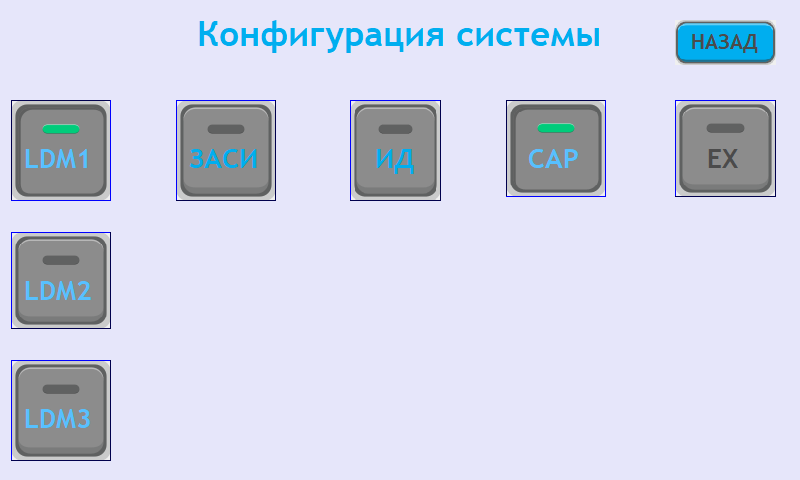 Конфигурация системы
НАЗАД
LDM1
ЗАСИ
ИД
САР
EX
LDM2
LDM3